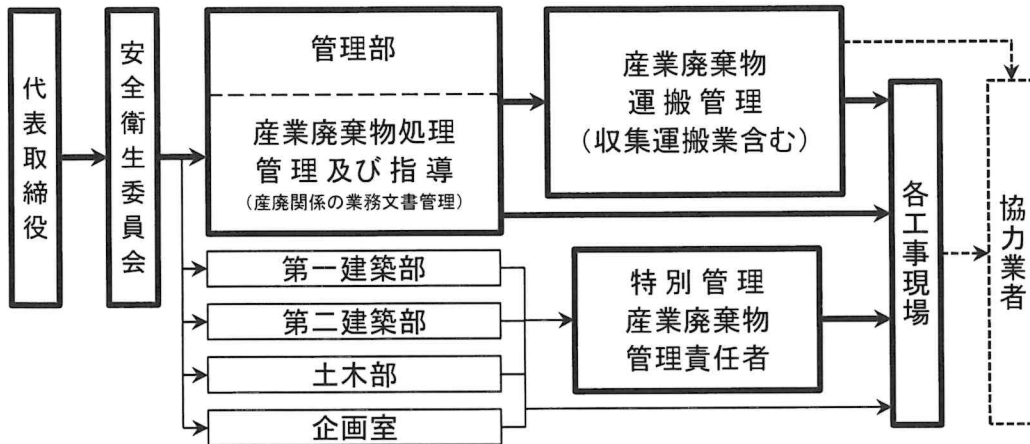 代表取締役
安全衛生委員会
管理部
産業廃棄物処理
管理及び指導
(産廃関係の業務文書管理)
第一建築部
第二建築部
土木部
企画室
産業廃棄物
運搬管理
(収集運搬業含む)
特別管理
産業廃棄物
管理責任者
各工事現場
協力業者